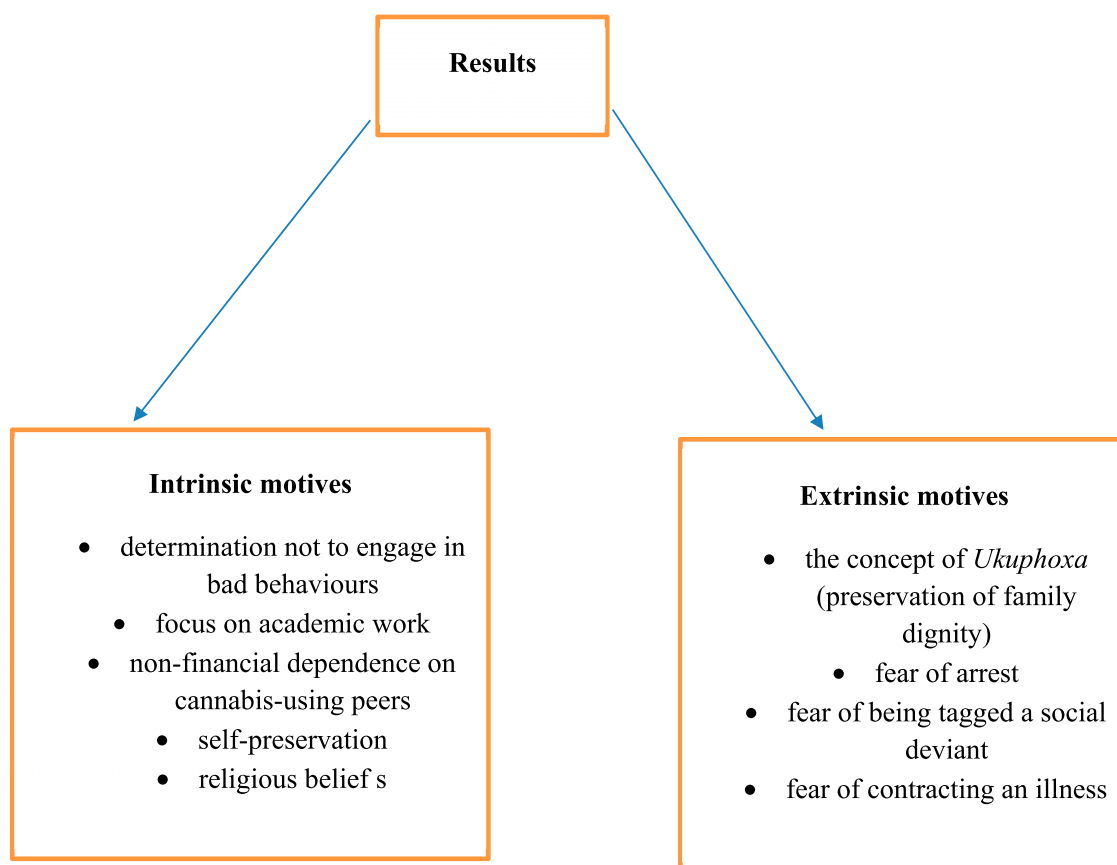 Results
Intrinsic motives
• determination not to engage in
bad behaviours
• focus on academic work
• non-financial dependence on
cannabis-using peers
• self-preservation
• religious belief s
Extrinsic motives
• the concept of Ukuphoxa
(preservation of family
dignity)
• fear of arrest
• fear of being tagged a social
deviant
• fear of contracting an illness